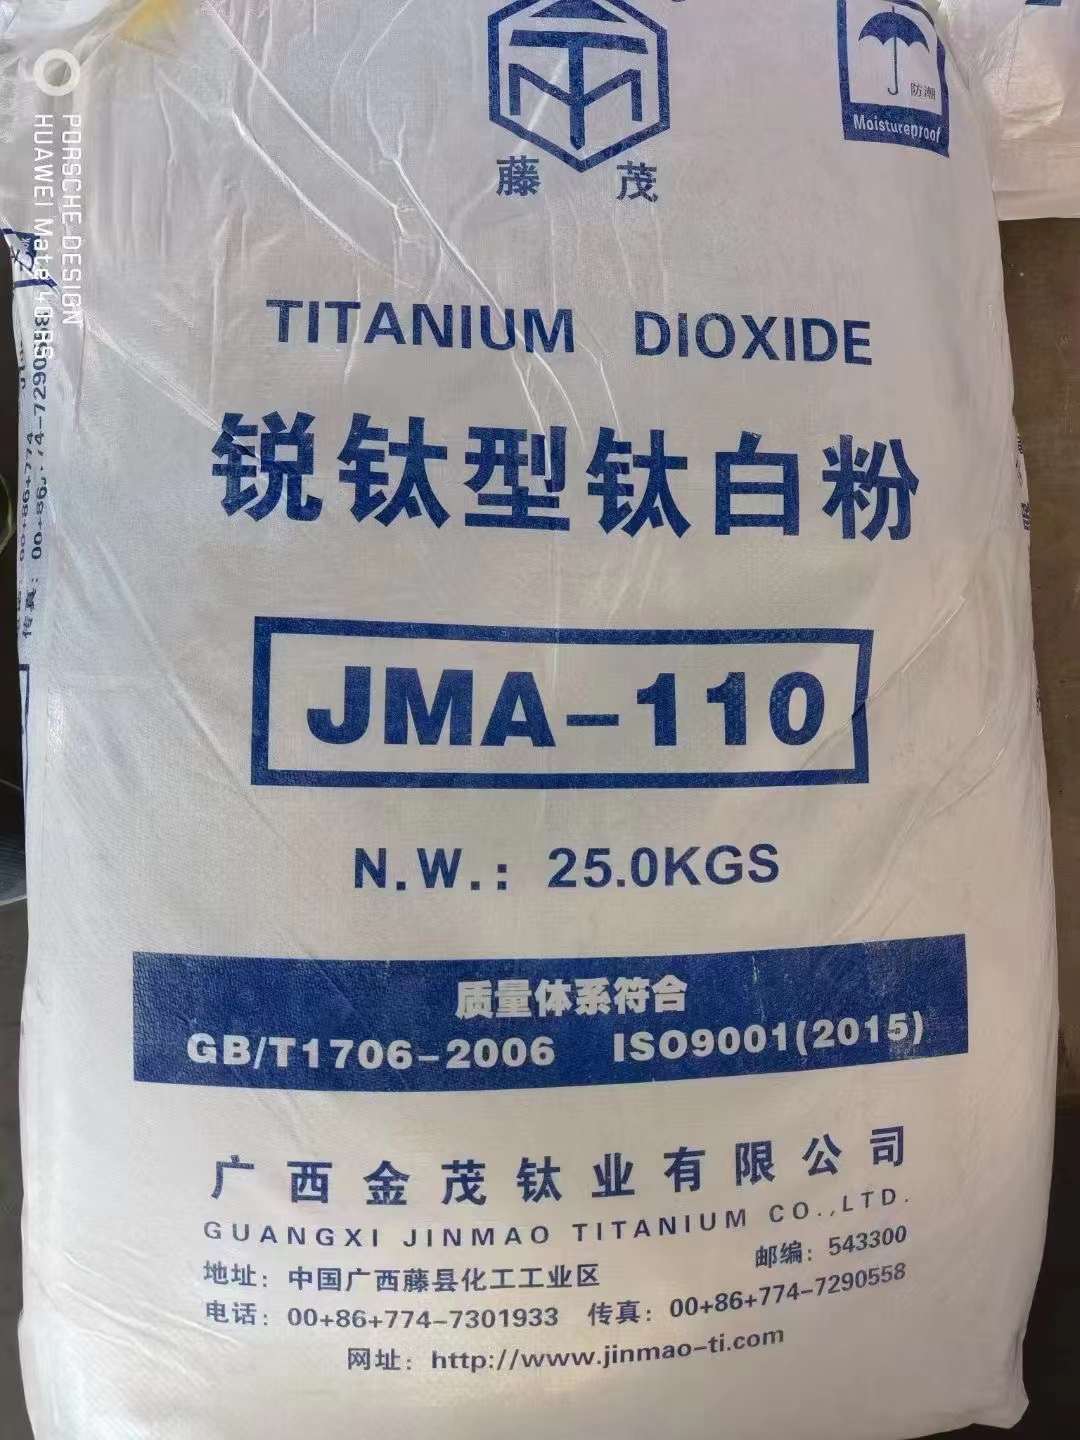 防潮
Moistureproof
藤 茂
PORSCHE DESIGN
HUAWEI Mate 40RS
TITANIUM DIOXIDE
锐钛型钛白粉
JMA-110
N.W.: 25.0KGS
质量体系符合
GB/T1706-2006 ISO9001(2015)
广西金茂钛业有限公司
GUANGXI JINMAO TITANIUM CO.,LTD.
地址：中国广西藤县化工工业区 邮编：543300
电话：00+86+774-7301933 传真：00+86+774-7290558
网址：http://www.jinmao-ti.com